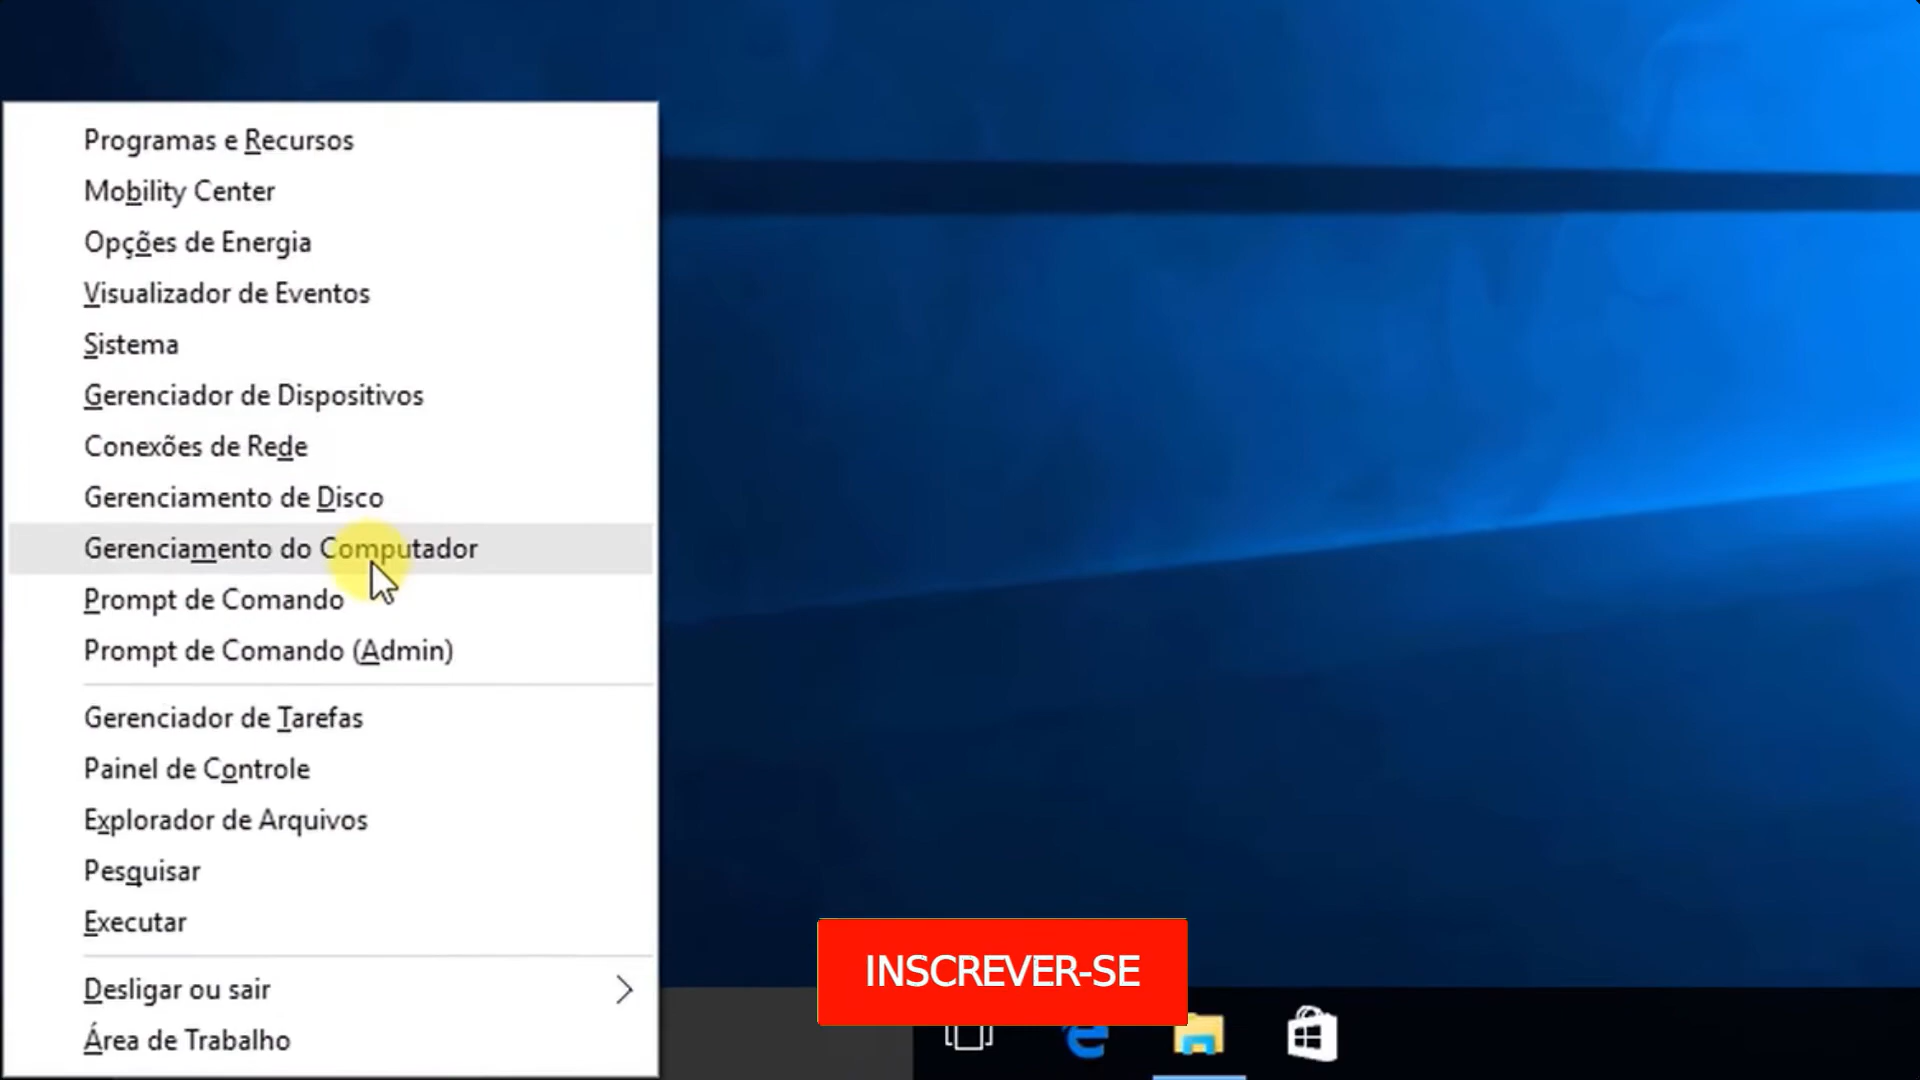 Programas e Recursos
Mobility Center
Opções de Energia
Visualizador de Eventos
Sistema
Gerenciador de Dispositivos
Conexões de Rede
Gerenciamento de Disco
Gerenciamento do Computador
Prompt de Comando
Prompt de Comando (Admin)
Gerenciador de Tarefas
Painel de Controle
Explorador de Arquivos
Pesquisar
Executar
Desligar ou sair
Área de Trabalho
INSCREVER-SE